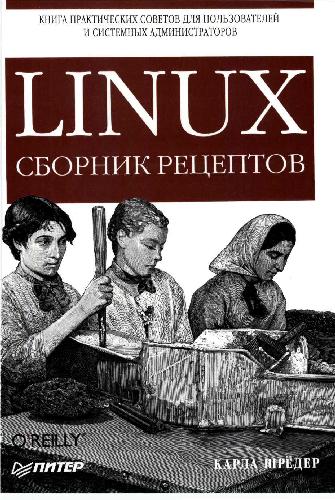 КНИГА ПРАКТИЧЕСКИХ СОВЕТОВ ДЛЯ ПОЛЬЗОВАТЕЛЕЙ
И СИСТЕМНЫХ АДМИНИСТРАТОРОВ
LINUX
СБОРНИК РЕЦЕПТОВ
O'REILLY
ПИТЕР
КАРЛА ШРЁДЕР